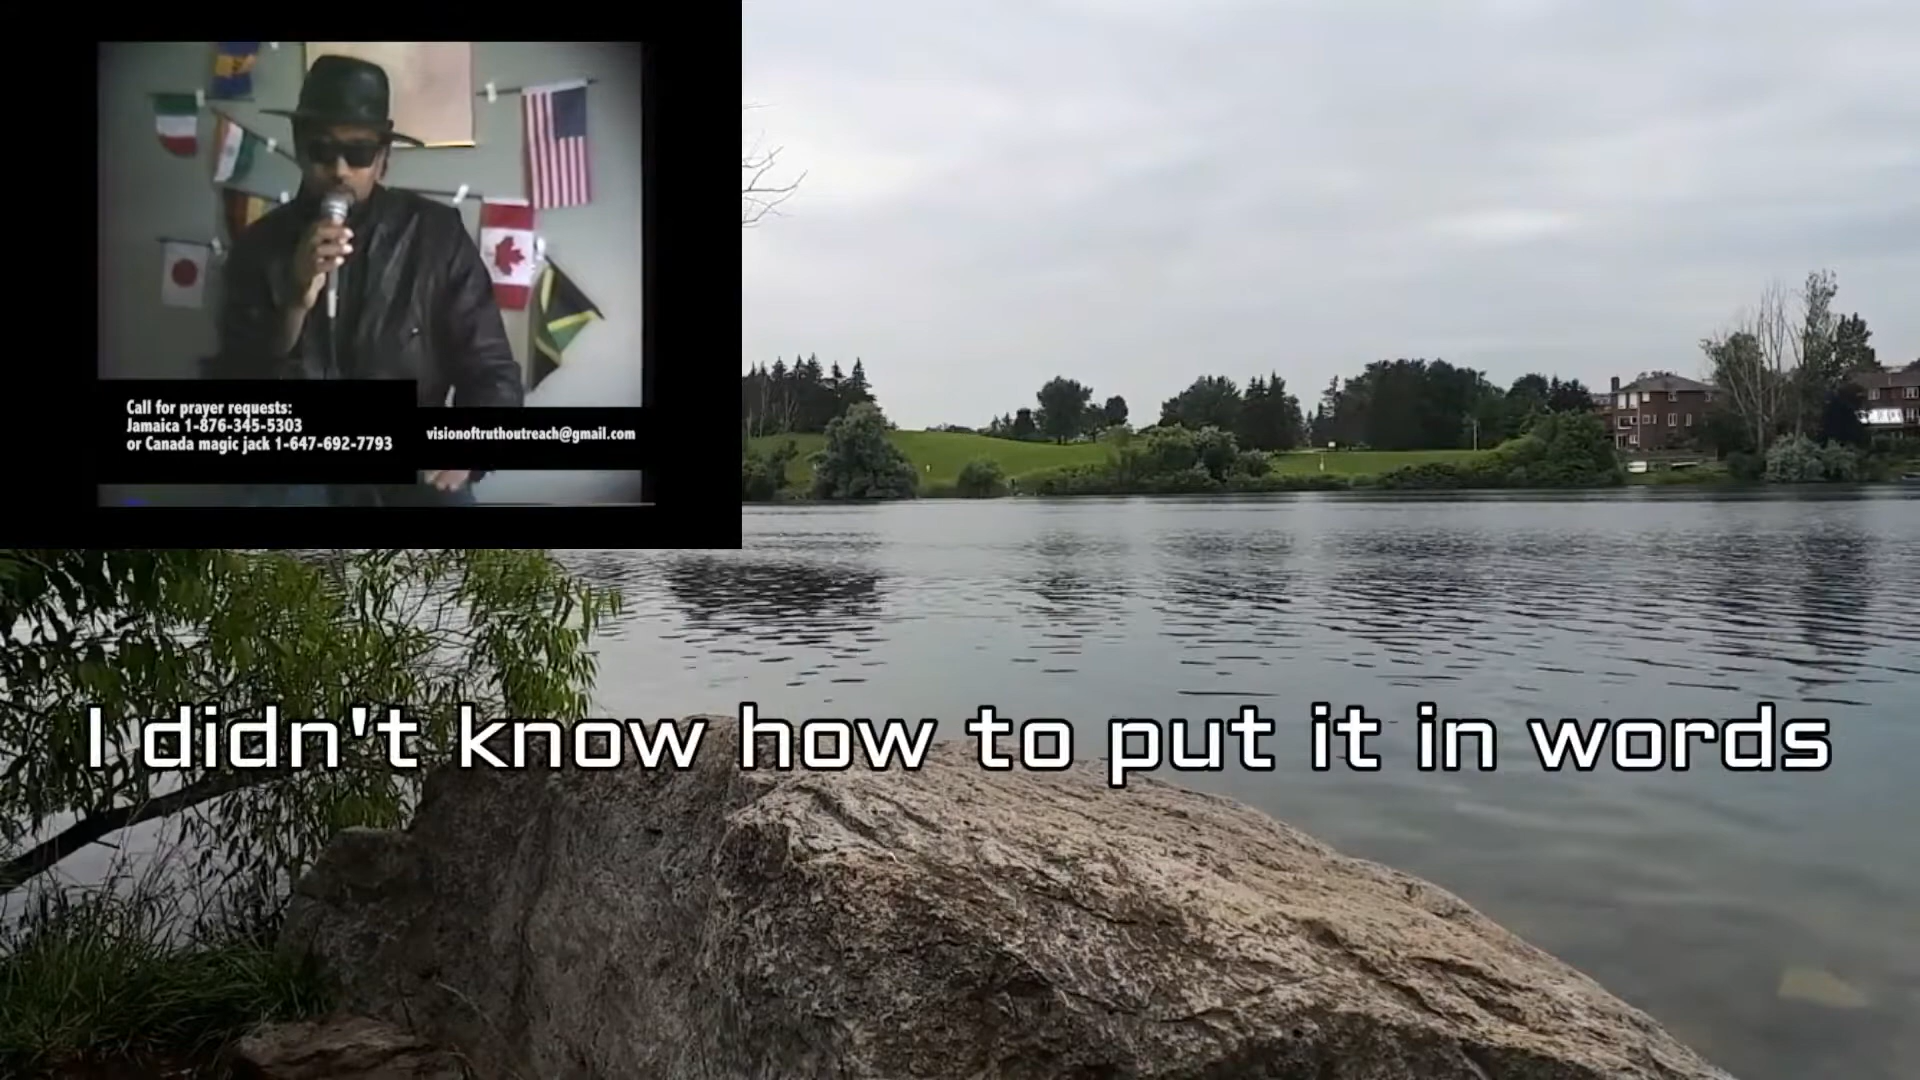 Call for prayer requests:
Jamaica 1-876-345-5303
or Canada magic jack 1-647-692-7793
visionoftruthoutreach@gmail.com
I didn't know how to put it in words